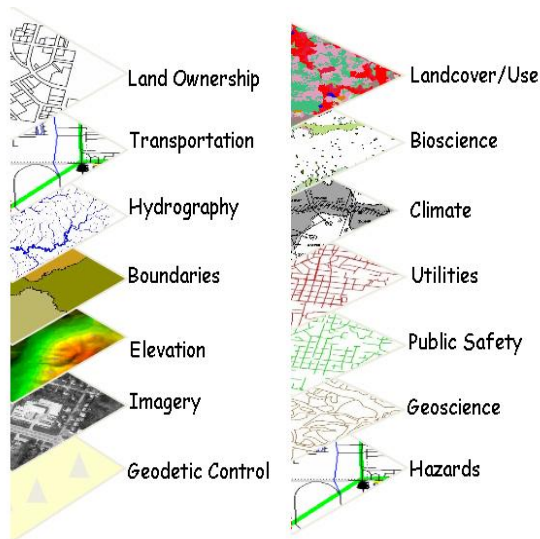 Land Ownership
Transportation
Hydrography
Boundaries
Elevation
Imagery
Geodetic Control
Landcover/Use
Bioscience
Climate
Utilities
Public Safety
Geoscience
Hazards